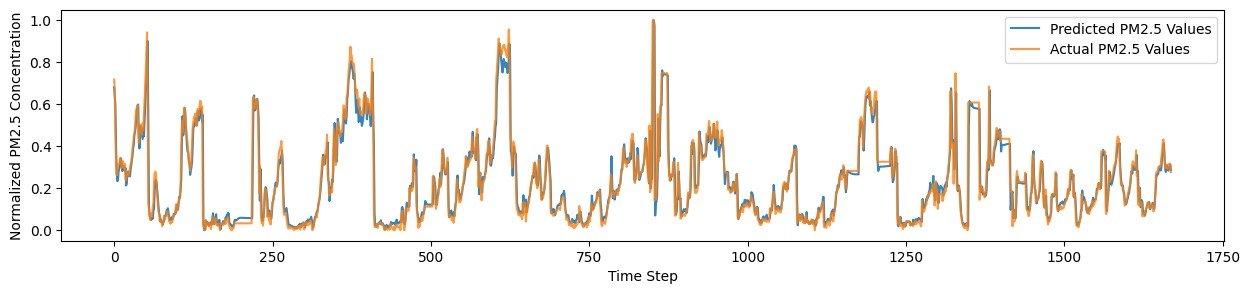 Normalized PM2.5 Concentration
1.0
0.8
0.6
0.4
0.2
0.0
Predicted PM2.5 Values
Actual PM2.5 Values
0 250 500 750 1000 1250 1500 1750
Time Step